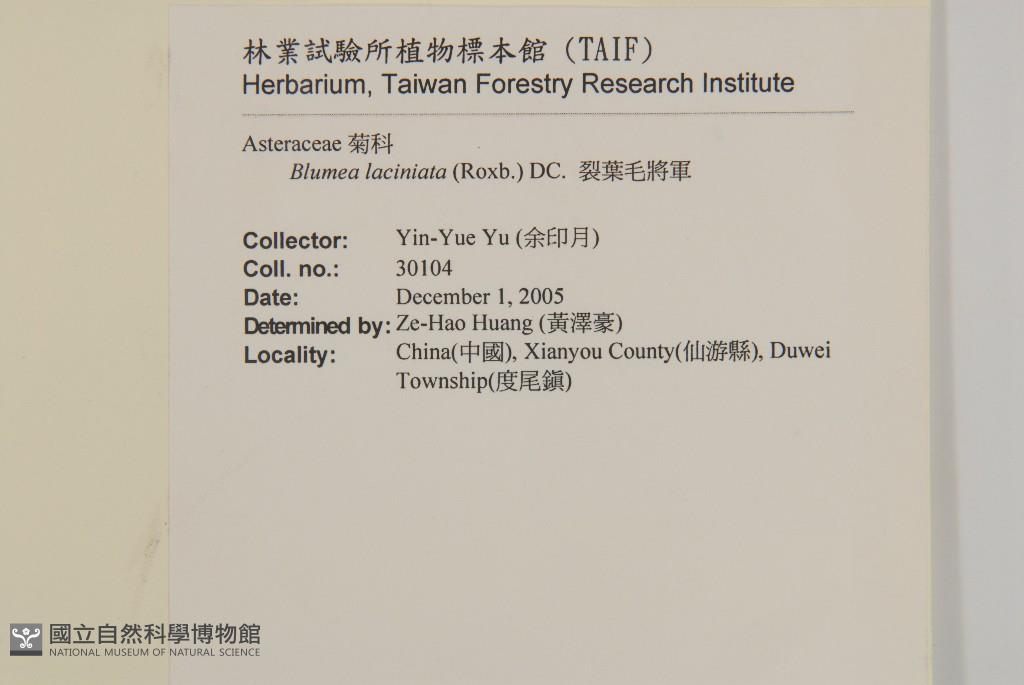 林業試驗所植物標本館 (TAIF)
Herbarium, Taiwan Forestry Research Institute
Asteraceae 菊科
Blumea laciniata (Roxb.) DC. 裂葉毛將軍
Collector: Yin-Yue Yu (余印月)
Coll. no.: 30104
Date: December 1, 2005
Determined by: Ze-Hao Huang (黃澤豪)
Locality: China(中國), Xianyou County(仙游縣), Duwei
Township(度尾鎭)
國立自然科學博物館
NATIONAL MUSEUM OF NATURAL SCIENCE